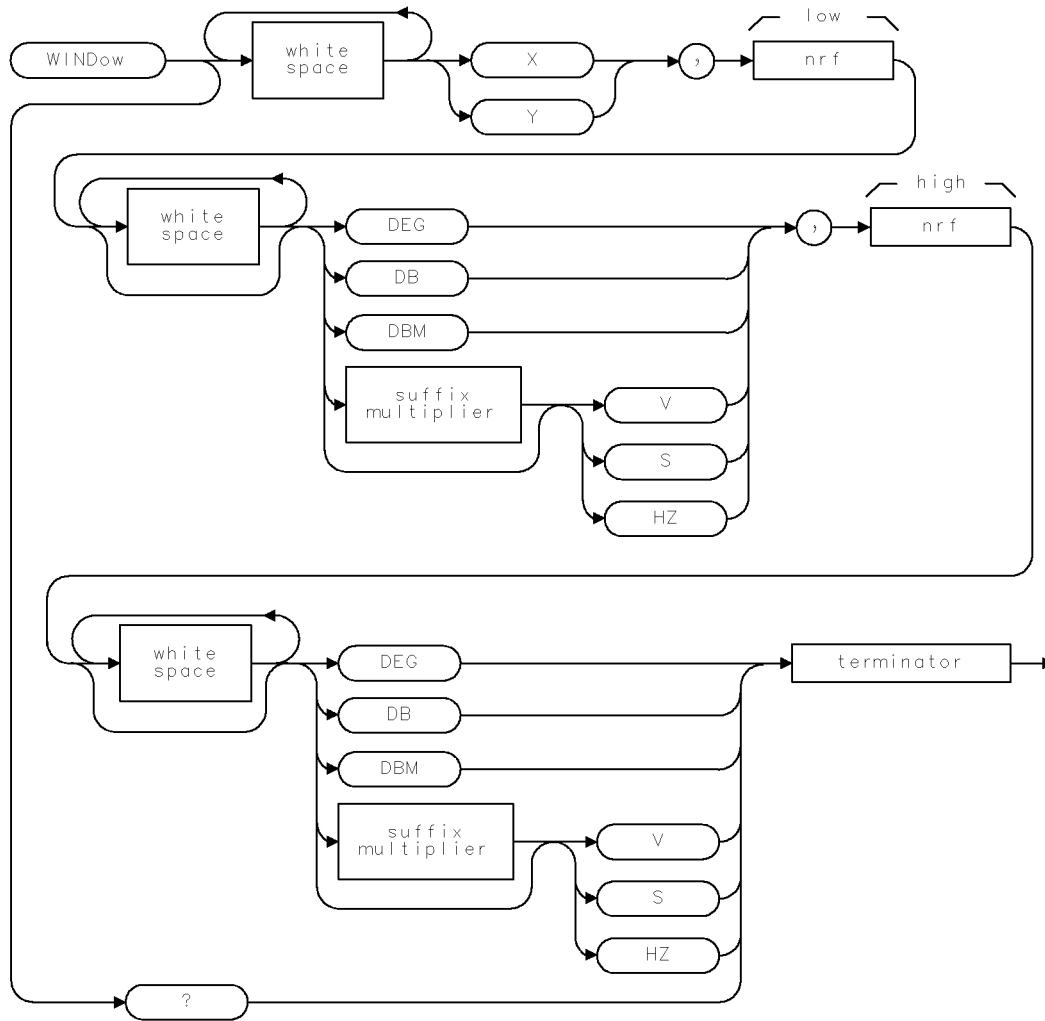 low
WINDow
white
space
X
,
nrf
Y
high
white
space
DEG
,
nrf
DB
DBM
suffix
multiplier
V
S
HZ
white
space
DEG
terminator
DB
DBM
suffix
multiplier
V
S
HZ
?